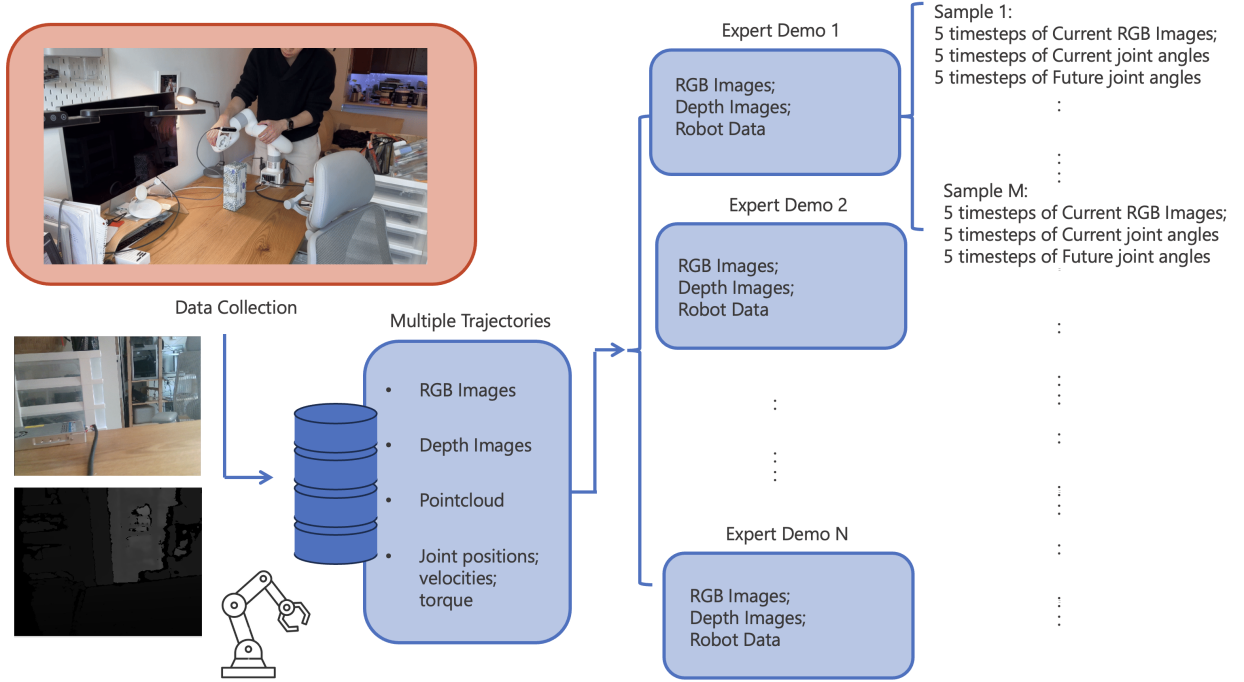 Data Collection
Multiple Trajectories
• RGB Images
• Depth Images
• Pointcloud
• Joint positions;
velocities;
torque
Expert Demo 1
RGB Images;
Depth Images;
Robot Data
Expert Demo 2
RGB Images;
Depth Images;
Robot Data
Expert Demo N
RGB Images;
Depth Images;
Robot Data
Sample 1:
5 timesteps of Current RGB Images;
5 timesteps of Current joint angles
5 timesteps of Future joint angles
Sample M:
5 timesteps of Current RGB Images;
5 timesteps of Current joint angles
5 timesteps of Future joint angles